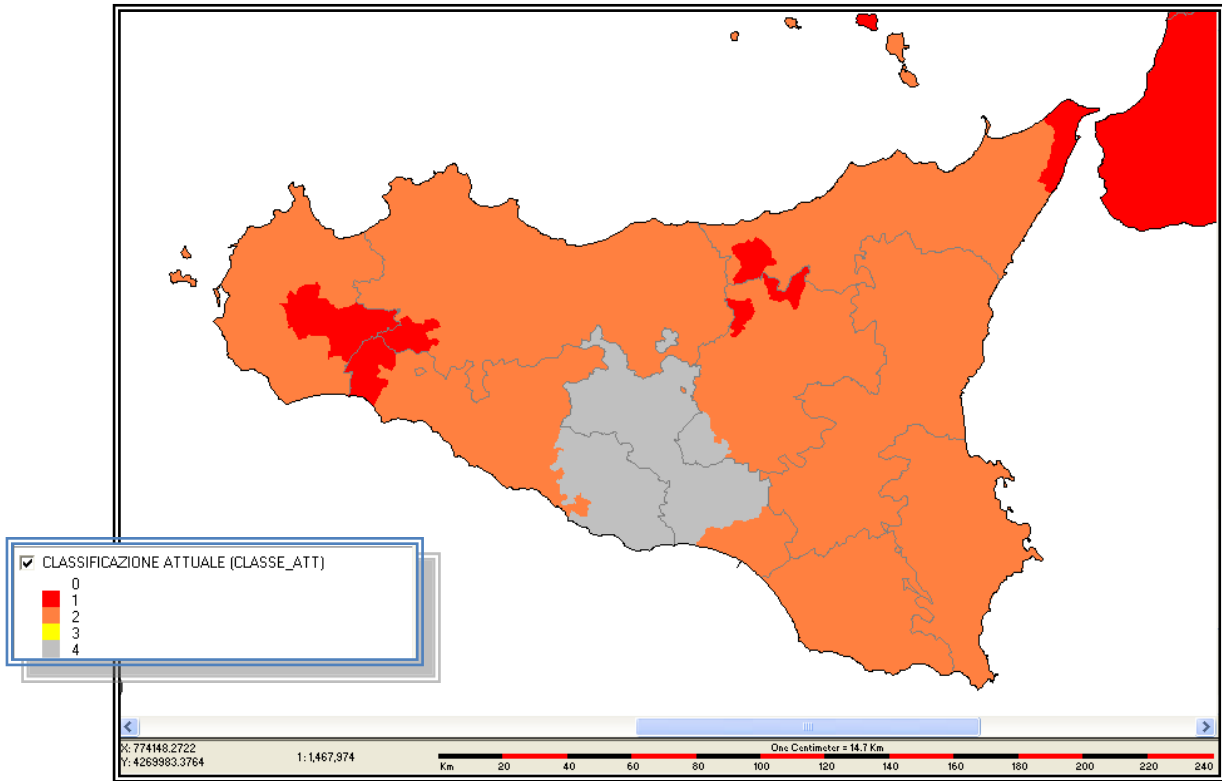 CLASSIFICAZIONE ATTUALE (CLASSE_ATT)
0
1
2
3
4
X: 774148.2722
Y: 4269983.3764
1: 1,467,974
One Centimeter = 14.7 Km
Km 20 40 60 80 100 120 140 160 180 200 220 240